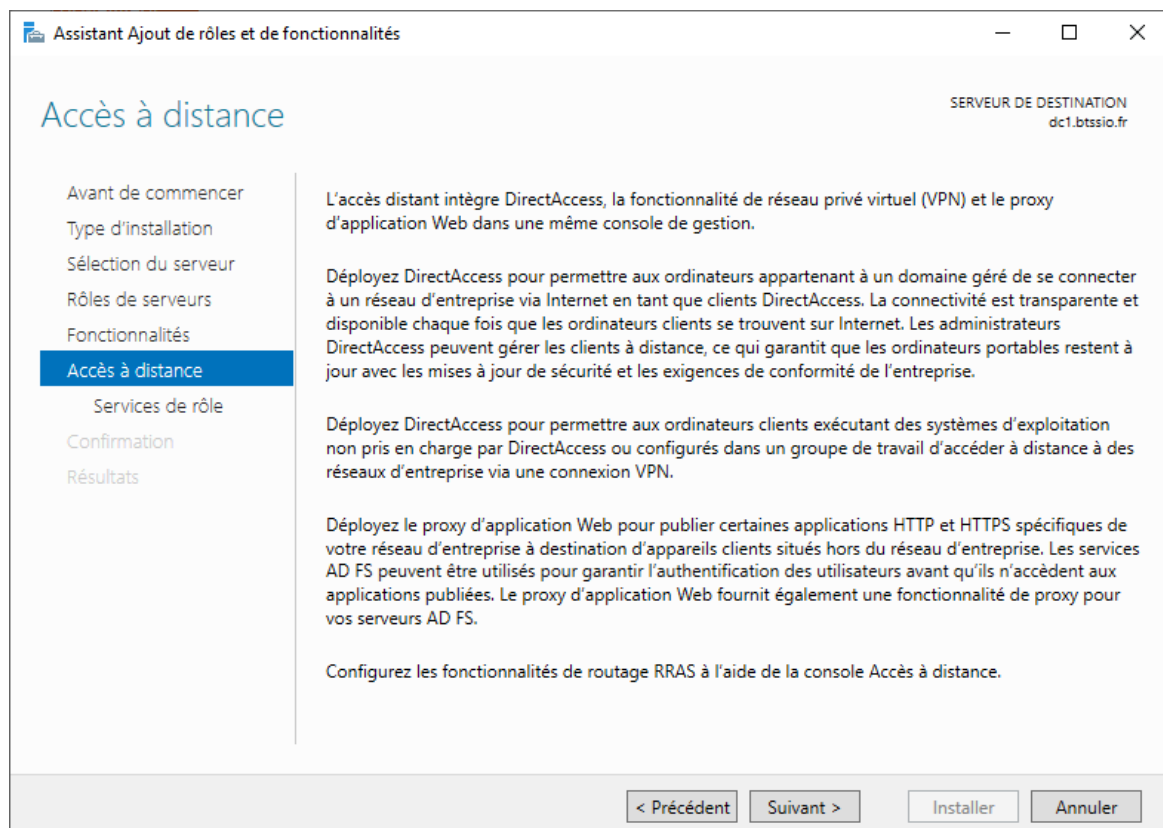 Assistant Ajout de rôles et de fonctionnalités
Accès à distance
SERVEUR DE DESTINATION
dc1.btssio.fr
Avant de commencer
Type d'installation
Sélection du serveur
Rôles de serveurs
Fonctionnalités
Accès à distance
Services de rôle
Confirmation
Résultats
L'accès distant intègre DirectAccess, la fonctionnalité de réseau privé virtuel (VPN) et le proxy
d'application Web dans une même console de gestion.
Déployez DirectAccess pour permettre aux ordinateurs appartenant à un domaine géré de se connecter
à un réseau d'entreprise via Internet en tant que clients DirectAccess. La connectivité est transparente et
disponible chaque fois que les ordinateurs clients se trouvent sur Internet. Les administrateurs
DirectAccess peuvent gérer les clients à distance, ce qui garantit que les ordinateurs portables restent à
jour avec les mises à jour de sécurité et les exigences de conformité de l'entreprise.
Déployez DirectAccess pour permettre aux ordinateurs clients exécutant des systèmes d'exploitation
non pris en charge par DirectAccess ou configurés dans un groupe de travail d'accéder à distance à des
réseaux d'entreprise via une connexion VPN.
Déployez le proxy d'application Web pour publier certaines applications HTTP et HTTPS spécifiques de
votre réseau d'entreprise à destination d'appareils clients situés hors du réseau d'entreprise. Les services
AD FS peuvent être utilisés pour garantir l'authentification des utilisateurs avant qu'ils n'accèdent aux
applications publiées. Le proxy d'application Web fournit également une fonctionnalité de proxy pour
vos serveurs AD FS.
Configurez les fonctionnalités de routage RRAS à l'aide de la console Accès à distance.
< Précédent
Suivant >
Installer
Annuler